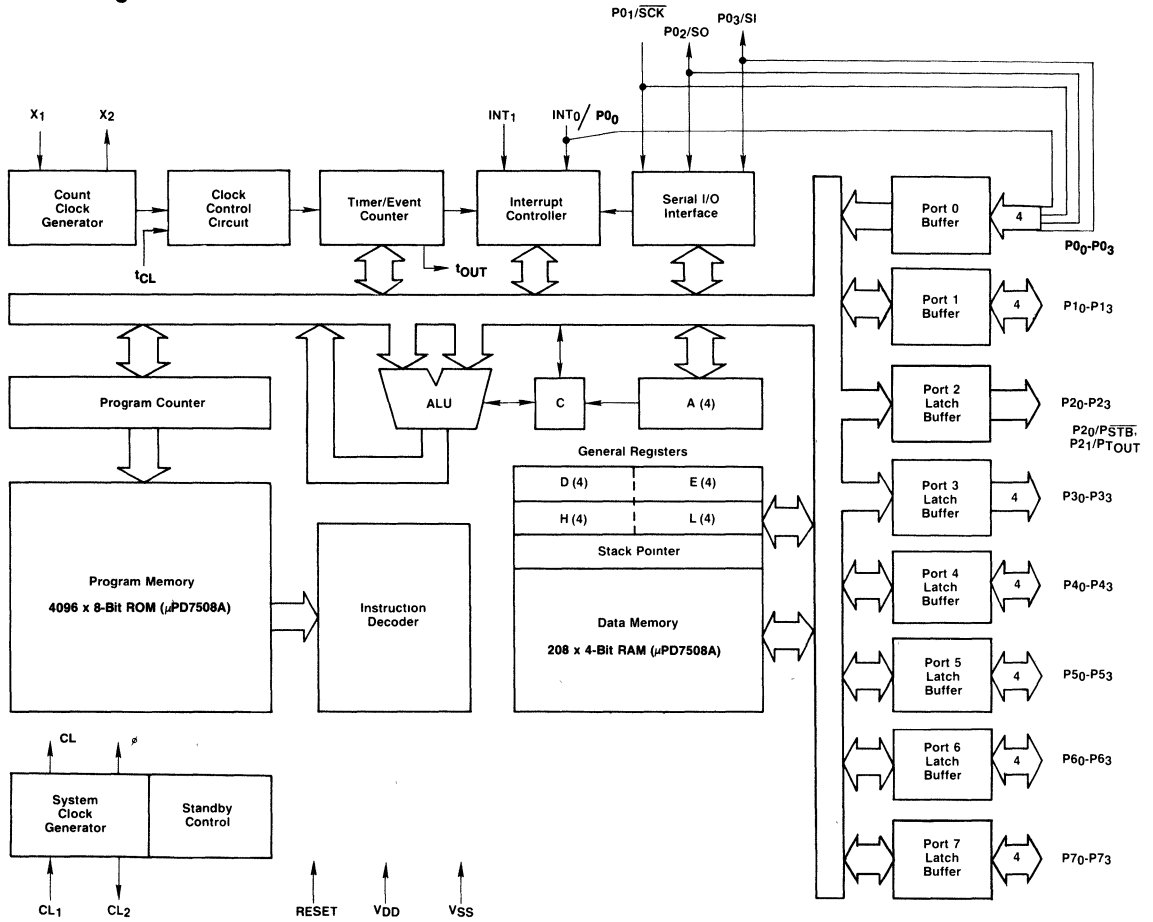 P01/SCK
P02/SO
P03/SI
X1
X2
INT1
INT0/P00
Count
Clock
Generator
Clock
Control
Circuit
Timer/Event
Counter
Interrupt
Controller
Serial I/O
Interface
Port 0
Buffer
4
P00-P03
tCL
tOUT
Port 1
Buffer
4
P10-P13
Program Counter
ALU
C
A (4)
Port 2
Latch
Buffer
P20-P23
P20/PSTB,
P21/PTOUT
General Registers
D (4)
E (4)
H (4)
L (4)
Stack Pointer
Port 3
Latch
Buffer
4
P30-P33
Program Memory
4096 x 8-Bit ROM (μPD7508A)
Instruction
Decoder
Data Memory
208 x 4-Bit RAM (μPD7508A)
Port 4
Latch
Buffer
4
P40-P43
Port 5
Latch
Buffer
4
P50-P53
CL
ø
System
Clock
Generator
Standby
Control
Port 6
Latch
Buffer
4
P60-P63
Port 7
Latch
Buffer
4
P70-P73
CL1
CL2
RESET
VDD
VSS